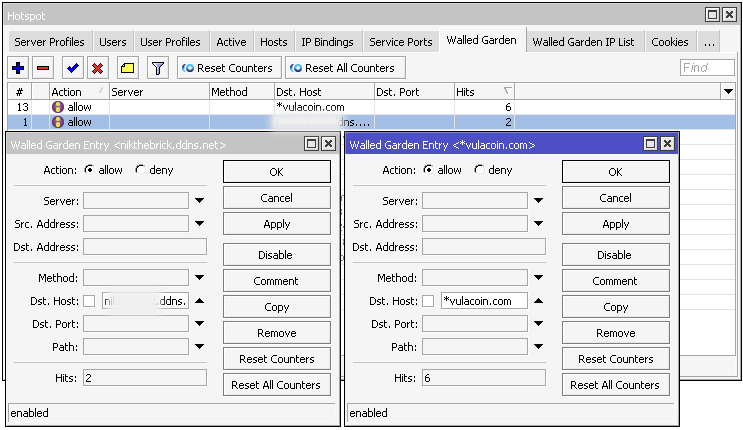 Hotspot
Server Profiles Users User Profiles Active Hosts IP Bindings Service Ports Walled Garden Walled Garden IP List Cookies ...
Reset Counters Reset All Counters Find
# Action Server Method Dst. Host Dst. Port Hits
13 allow *vulacoin.com 6
1 allow dns.... 2
Walled Garden Entry <nikthebrick.ddns.net>
Action: allow deny
OK
Server:
Cancel
Src. Address:
Apply
Dst. Address:
Disable
Method:
Comment
Dst. Host: .ddns.
Copy
Dst. Port:
Remove
Path:
Reset Counters
Hits: 2
Reset All Counters
enabled
Walled Garden Entry <*vulacoin.com>
Action: allow deny
OK
Server:
Cancel
Src. Address:
Apply
Dst. Address:
Disable
Method:
Comment
Dst. Host: *vulacoin.com
Copy
Dst. Port:
Remove
Path:
Reset Counters
Hits: 6
Reset All Counters
enabled